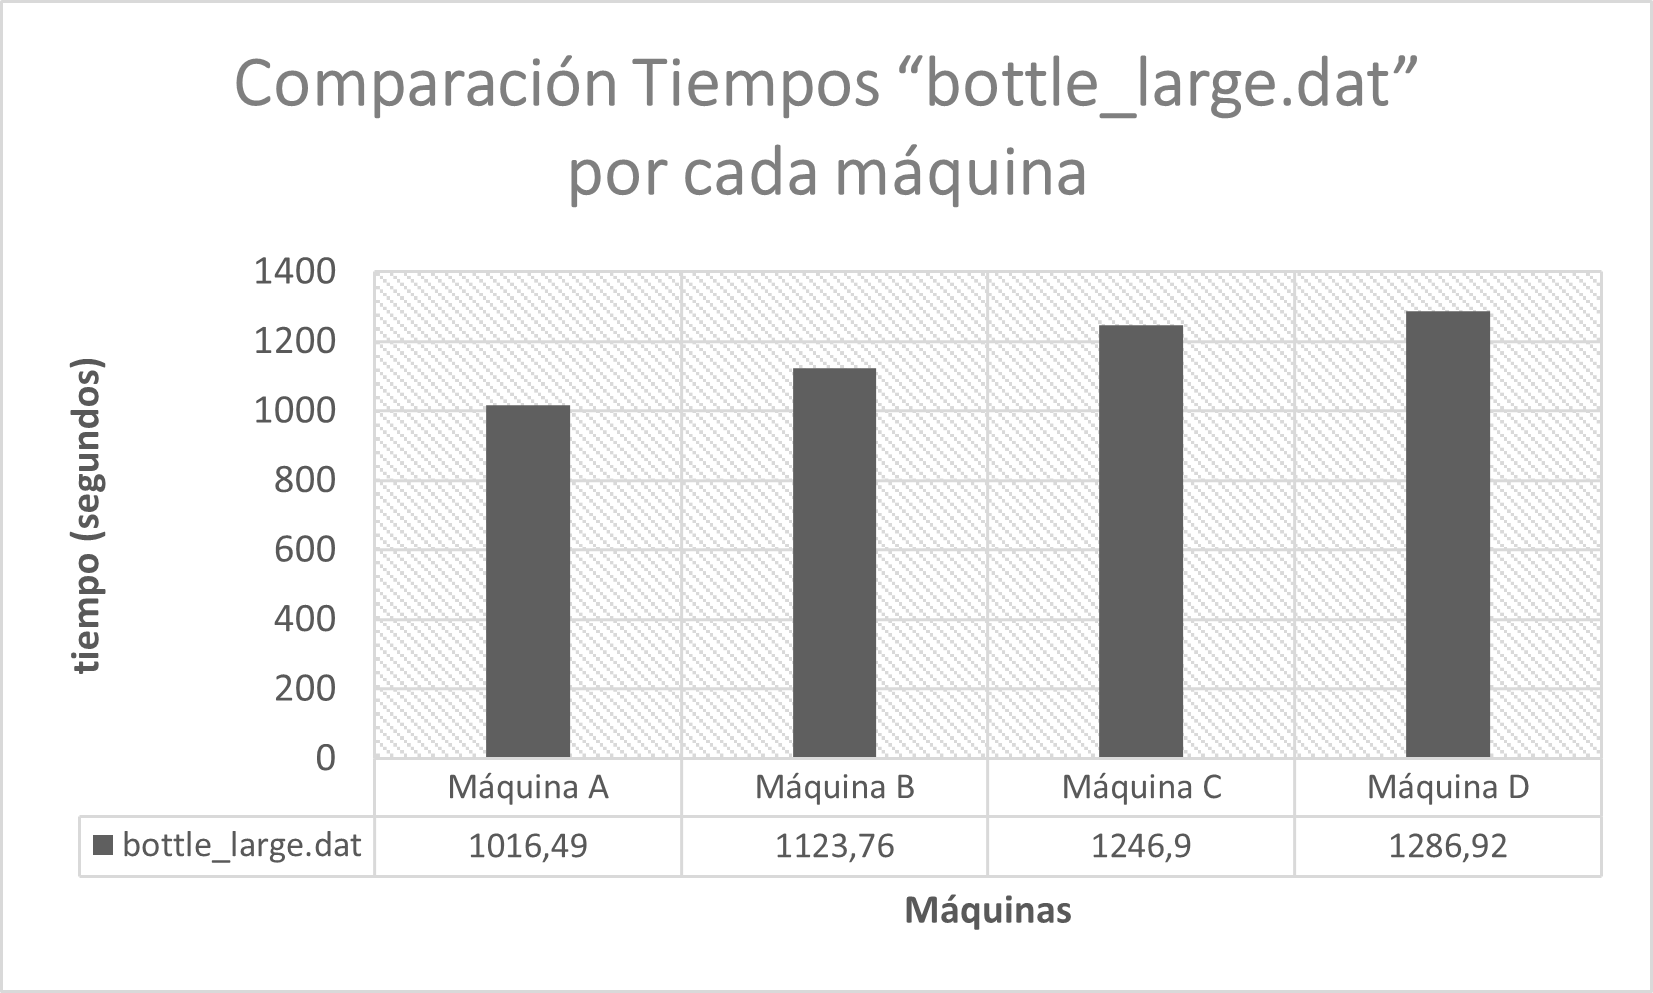 Comparación Tiempos “bottle_large.dat”
por cada máquina
tiempo (segundos)
1400
1200
1000
800
600
400
200
0
Máquina A Máquina B Máquina C Máquina D
bottle_large.dat 1016,49 1123,76 1246,9 1286,92
Máquinas